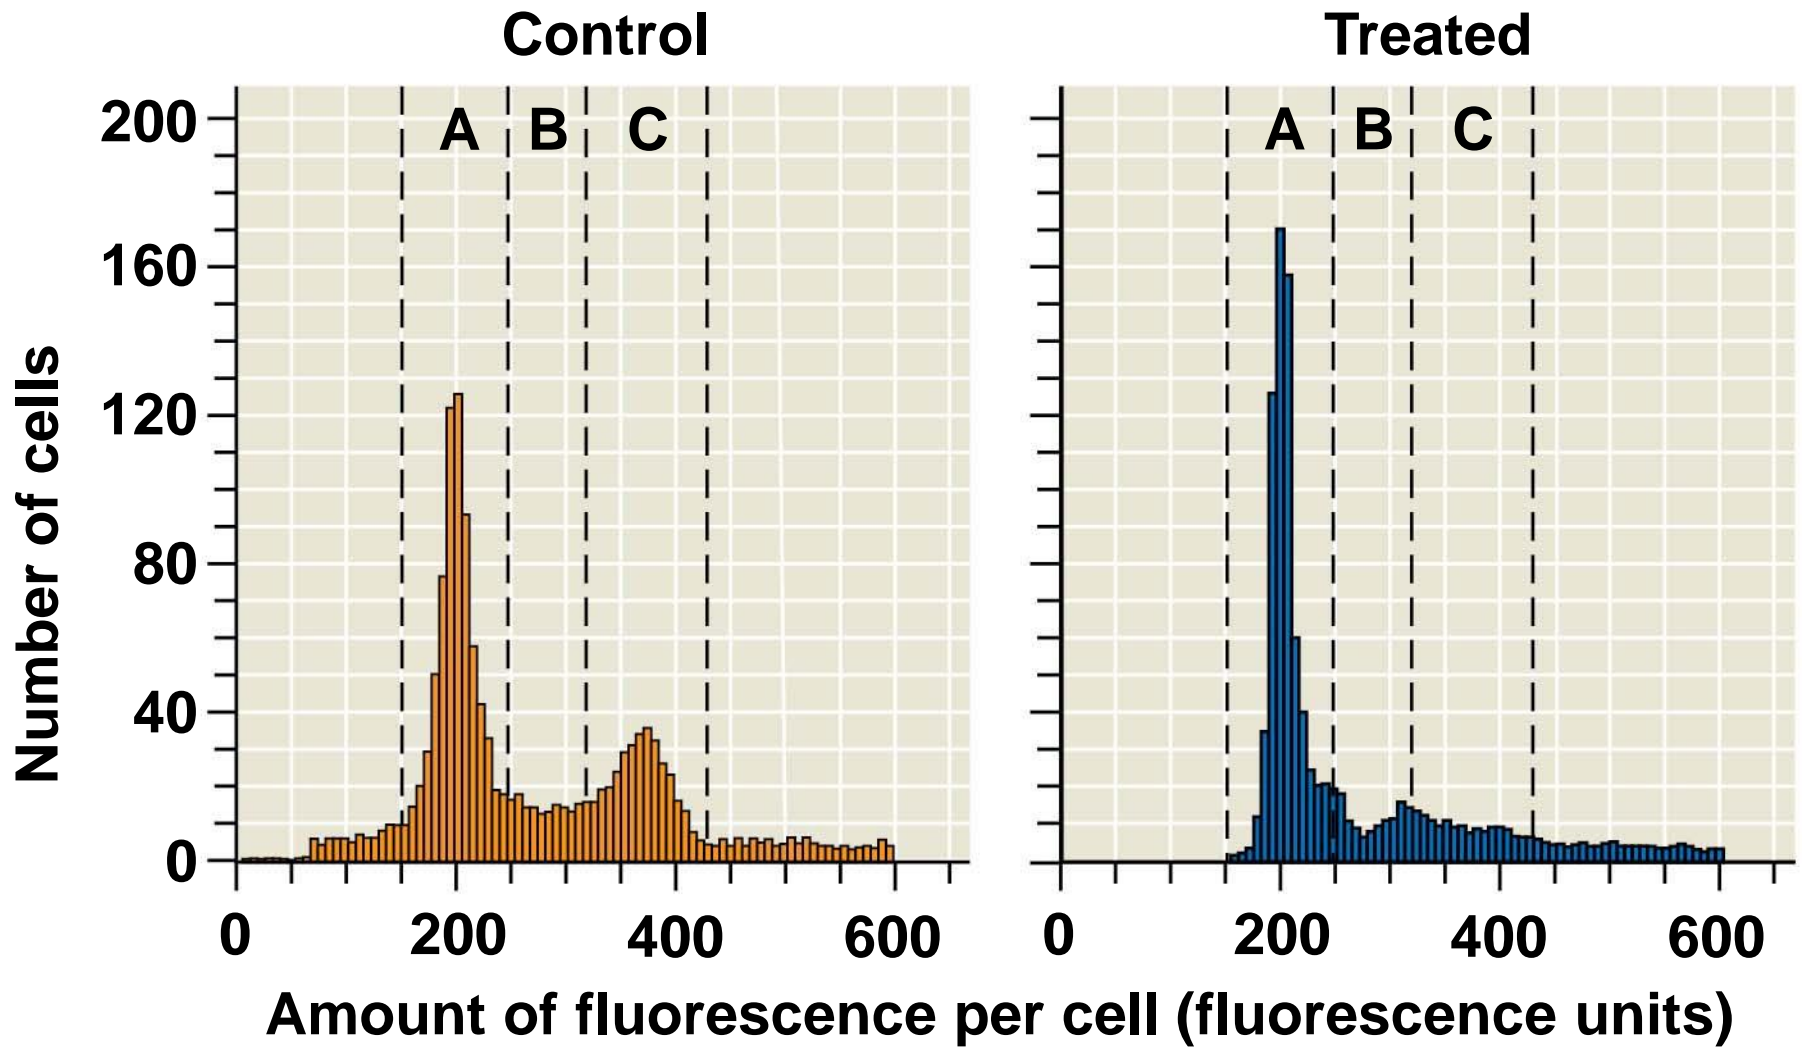 Control
Treated
A B C
A B C
200
160
120
80
40
0
Number of cells
0 200 400 600
0 200 400 600
Amount of fluorescence per cell (fluorescence units)